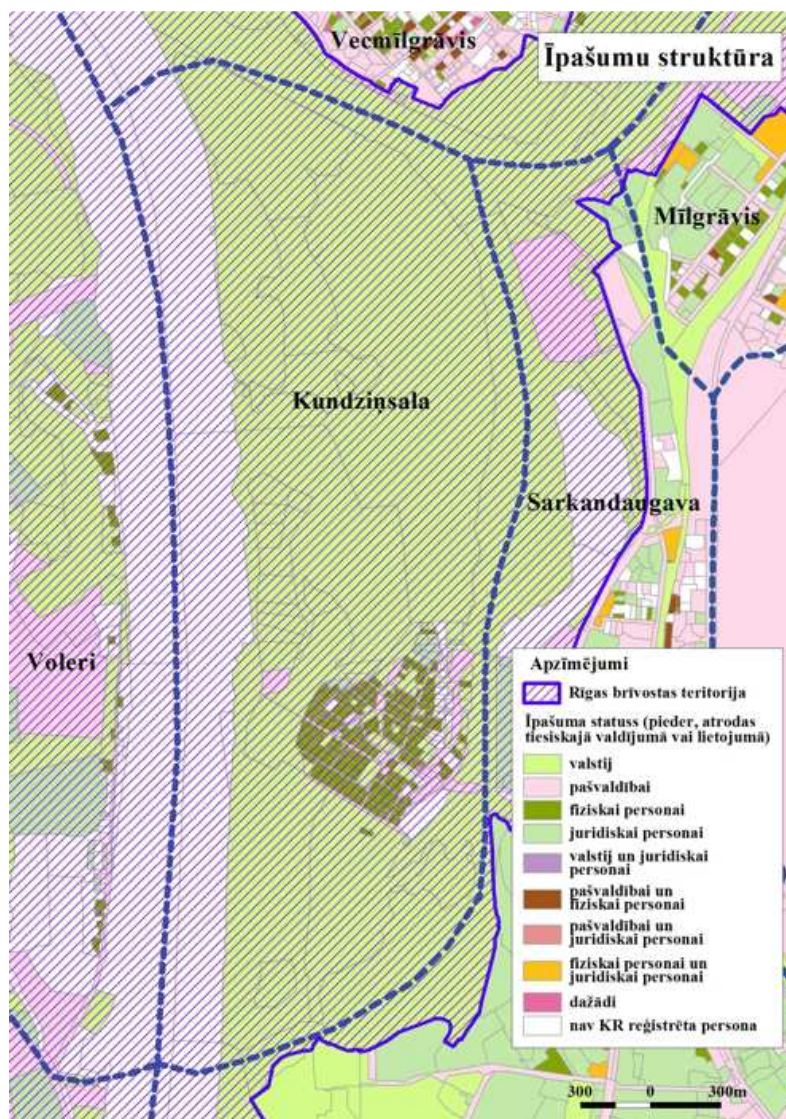 Vecmīlgrāvis
Īpašumu struktūra
Mīlgrāvis
Kundziņsala
Sarkandaugava
Voleri
Apzīmējumi
Rīgas brīvostas teritorija
Īpašuma statuss (pieder, atrodas
tiesiskajā valdījumā vai lietojumā)
valstij
pašvaldībai
fiziskai personai
juridiskai personai
valstij un juridiskai
personai
pašvaldībai un
fiziskai personai
pašvaldībai un
juridiskai personai
fiziskai personai un
juridiskai personai
dažādi
nav KR reģistrēta persona
300 0 300m